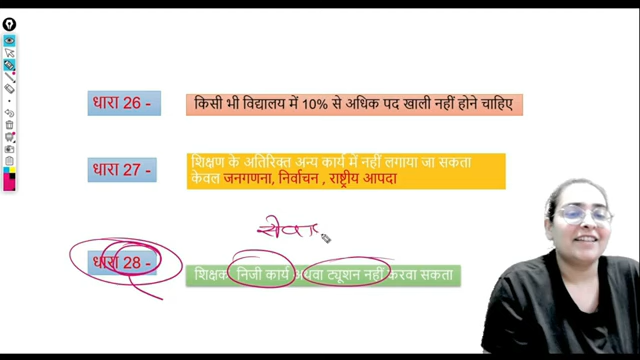 धारा 26 -
किसी भी विद्यालय में 10% से अधिक पद खाली नहीं होने चाहिए
धारा 27 -
शिक्षण के अतिरिक्त अन्य कार्य में नहीं लगाया जा सकता
केवल जनगणना, निर्वाचन , राष्ट्रीय आपदा
धारा 28 -
शिक्षक निजी कार्य अथवा ट्यूशन नहीं करवा सकता